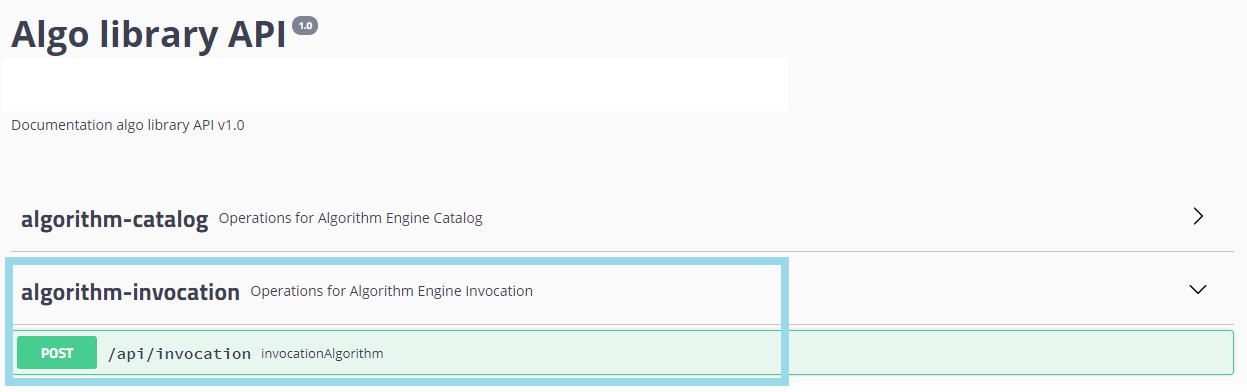 Algo library API 1.0
Documentation algo library API v1.0
algorithm-catalog Operations for Algorithm Engine Catalog
algorithm-invocation Operations for Algorithm Engine Invocation
POST /api/invocation invocationAlgorithm